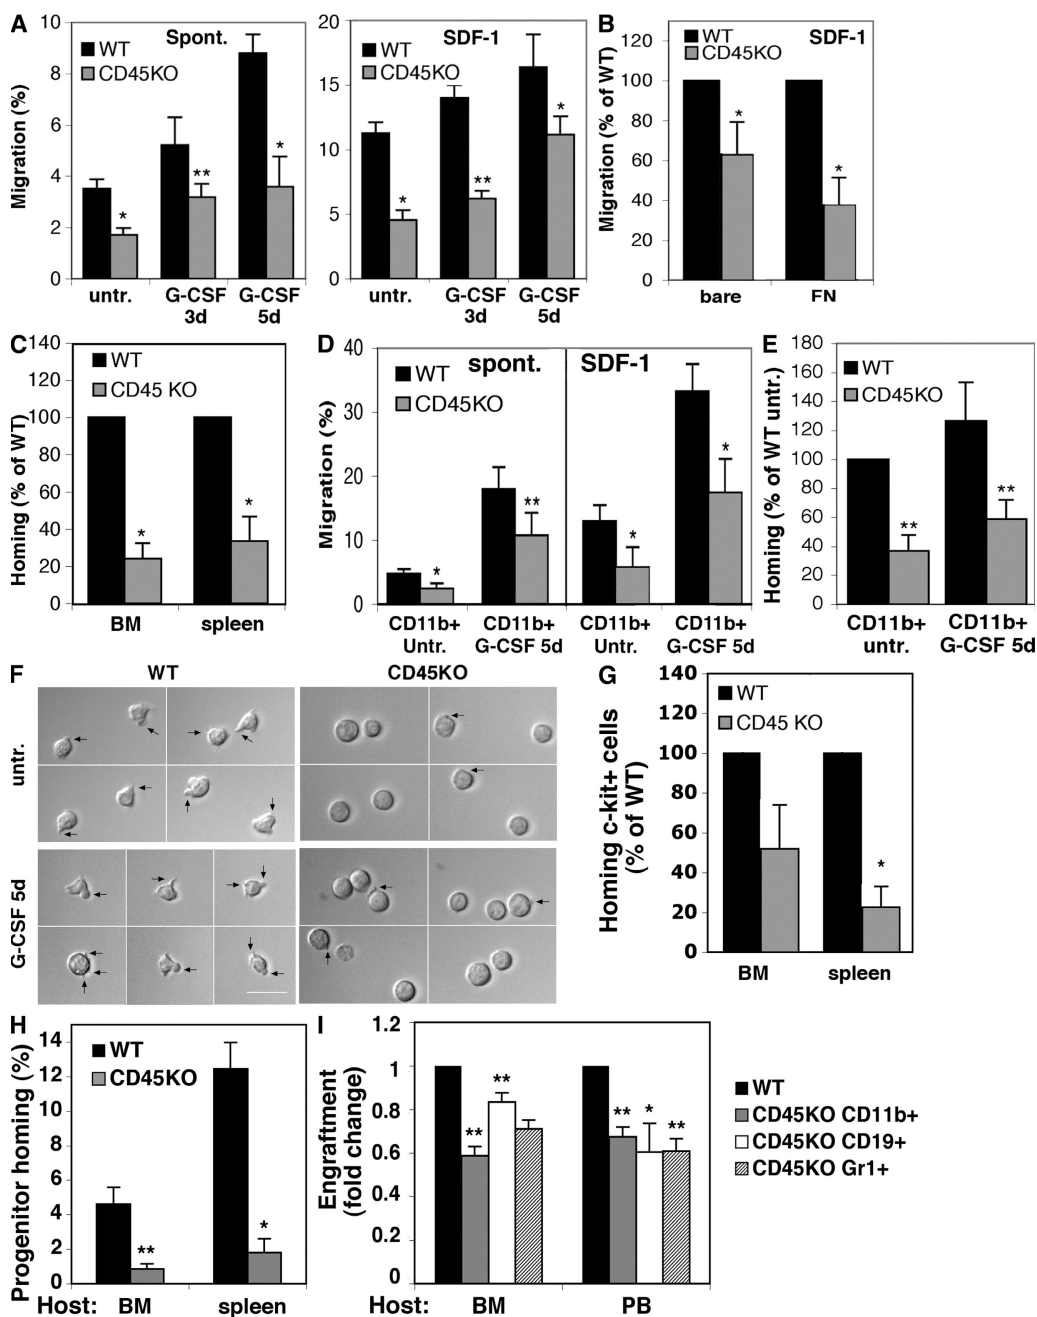 A
Spont.
WT
CD45KO
Migration (%)
10
8
6
4
2
0
*
**
*
untr.
G-CSF
3d
G-CSF
5d
SDF-1
WT
CD45KO
20
15
10
5
0
*
**
*
untr.
G-CSF
3d
G-CSF
5d
B
WT
CD45KO
SDF-1
Migration (% of WT)
120
100
80
60
40
20
0
*
*
bare
FN
C
WT
CD45 KO
Homing (% of WT)
140
120
100
80
60
40
20
0
*
*
BM
spleen
D
spont.
SDF-1
WT
CD45KO
Migration (%)
40
30
20
10
0
*
**
*
*
CD11b+
Untr.
CD11b+
G-CSF 5d
CD11b+
Untr.
CD11b+
G-CSF 5d
E
WT
CD45KO
Homing (% of WT untr.)
180
160
140
120
100
80
60
40
20
0
**
**
CD11b+
untr.
CD11b+
G-CSF 5d
F
WT
CD45KO
untr.
G-CSF 5d
G
WT
CD45 KO
Homing c-kit+ cells
(% of WT)
140
120
100
80
60
40
20
0
*
BM
spleen
H
WT
CD45KO
Progenitor homing (%)
14
12
10
8
6
4
2
0
**
*
Host: BM spleen
I
Engraftment
(fold change)
1.2
1
0.8
0.6
0.4
0.2
0
**
**
**
*
**
Host: BM PB
WT
CD45KO CD11b+
CD45KO CD19+
CD45KO Gr1+